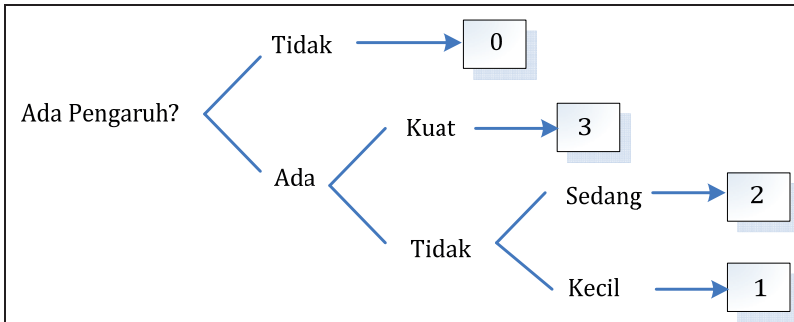 Tidak 0
Ada Pengaruh?
Kuat 3
Ada
Sedang 2
Tidak
Kecil 1